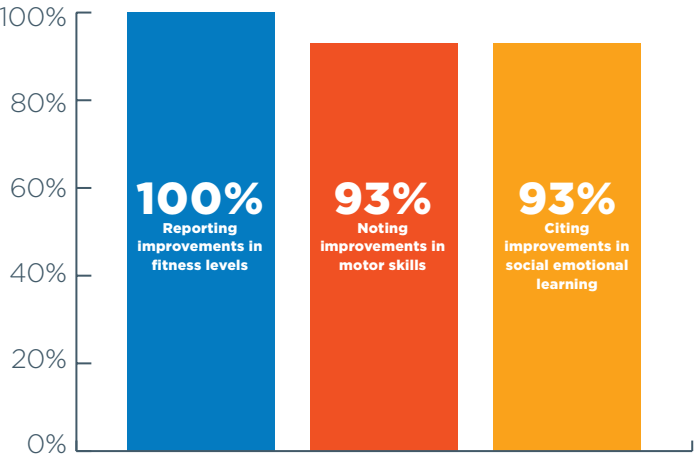 100%
80%
60%
40%
20%
0%
100%
Reporting
improvements in
fitness levels
93%
Noting
improvements in
motor skills
93%
Citing
improvements in
social emotional
learning